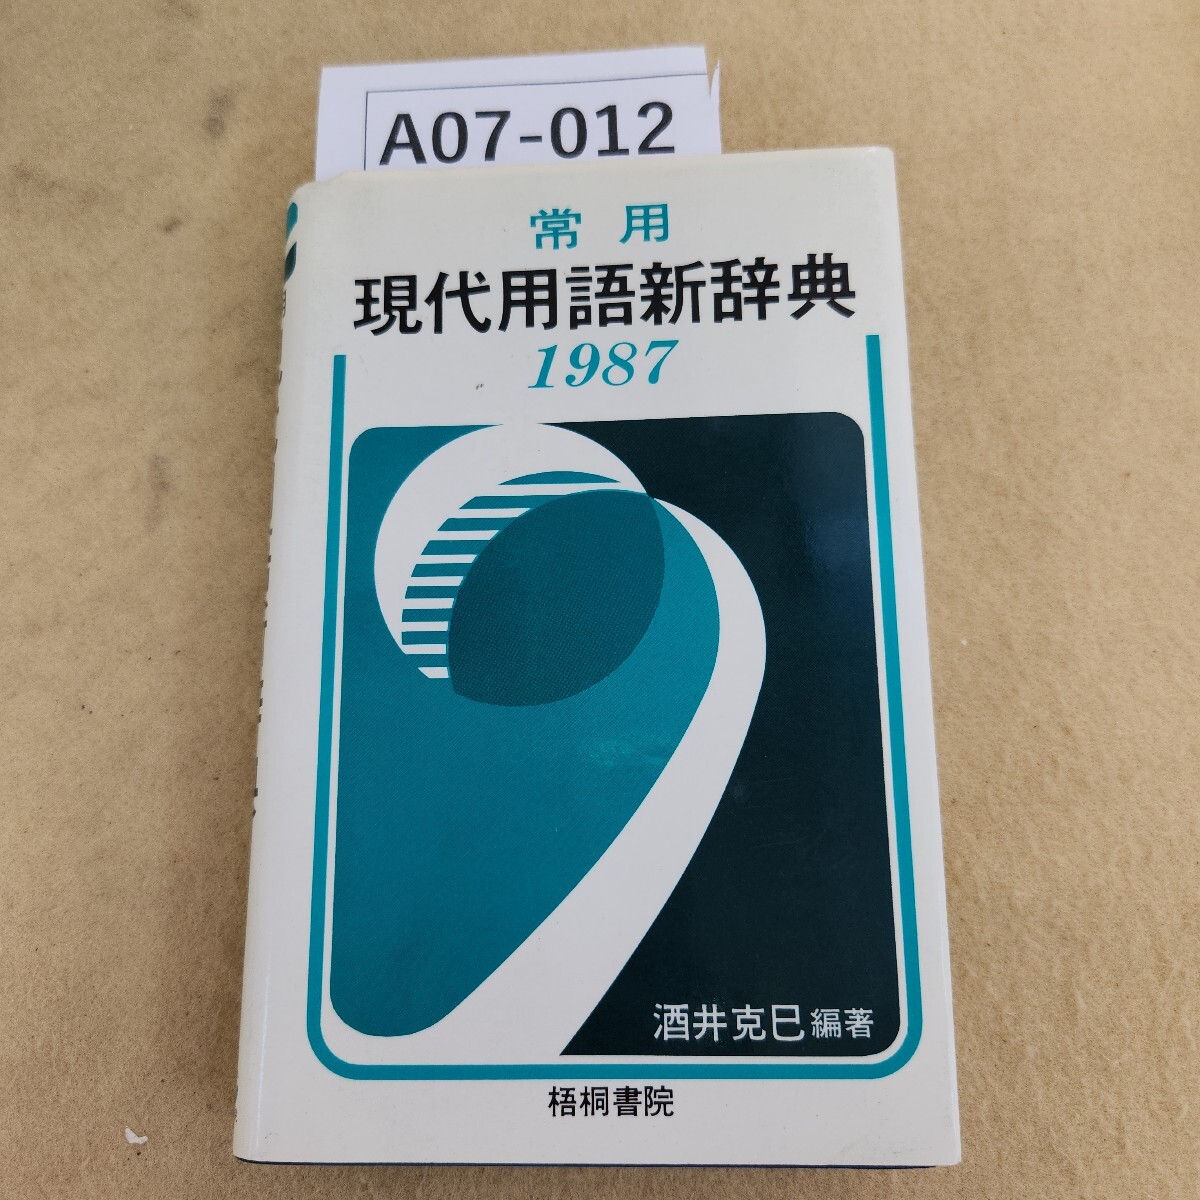 A07-012
常用
現代用語新辞典
1987
酒井克巳編著
梧桐書院